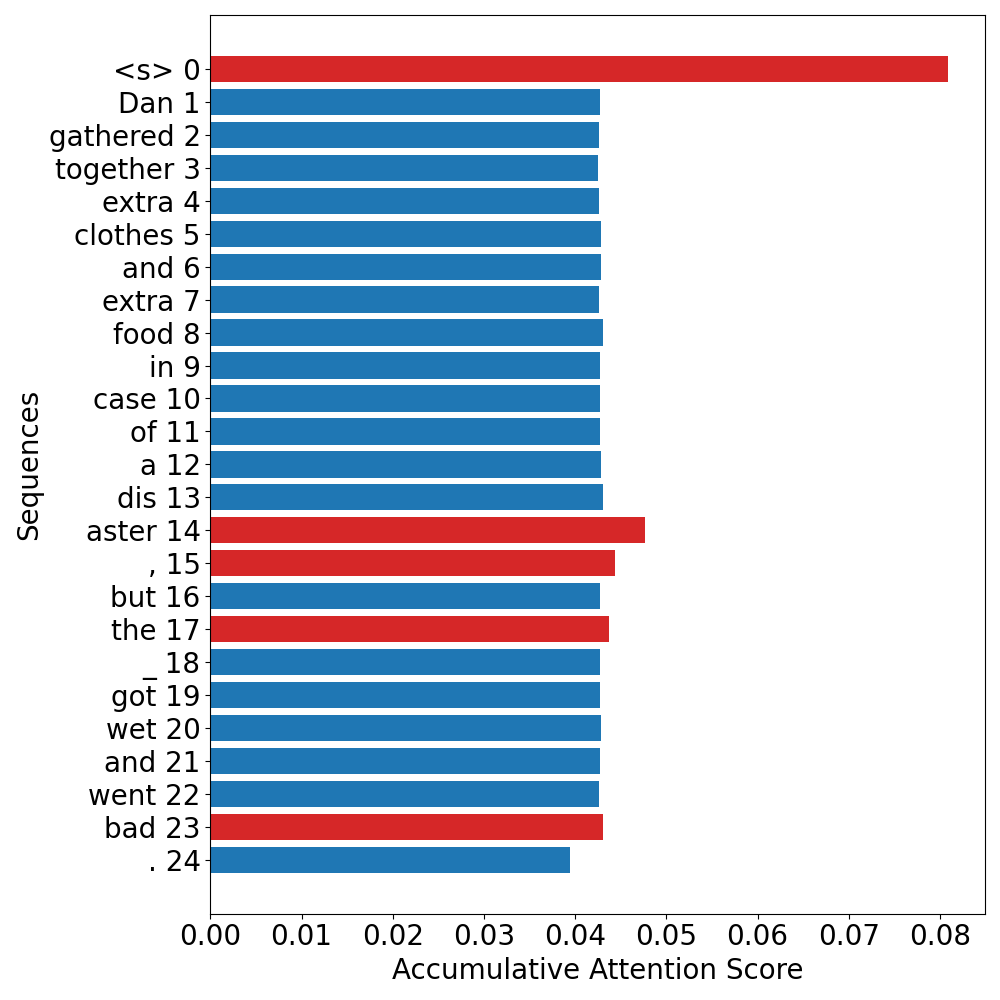 <s> 0
Dan 1
gathered 2
together 3
extra 4
clothes 5
and 6
extra 7
food 8
in 9
case 10
of 11
a 12
dis 13
aster 14
, 15
but 16
the 17
_ 18
got 19
wet 20
and 21
went 22
bad 23
. 24
Sequences
0.00 0.01 0.02 0.03 0.04 0.05 0.06 0.07 0.08
Accumulative Attention Score